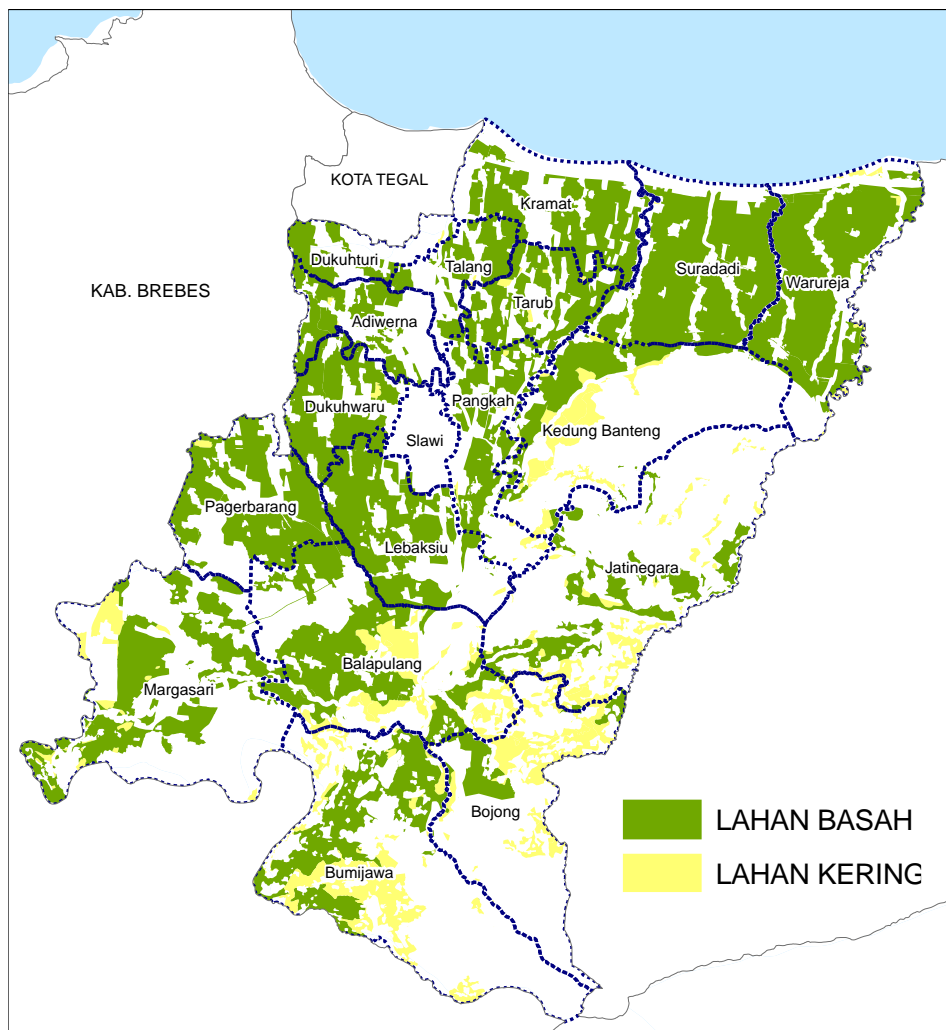 KOTA TEGAL
Kramat
Dukuhturi
Talang
Suradadi
Warureja
KAB. BREBES
Tarub
Adiwerna
Dukuhwaru
Pangkah
Slawi
Kedung Banteng
Pagerbarang
Lebaksiu
Jatinegara
Balapulang
Margasari
Bojong
LAHAN BASAH
Bumijawa
LAHAN KERING